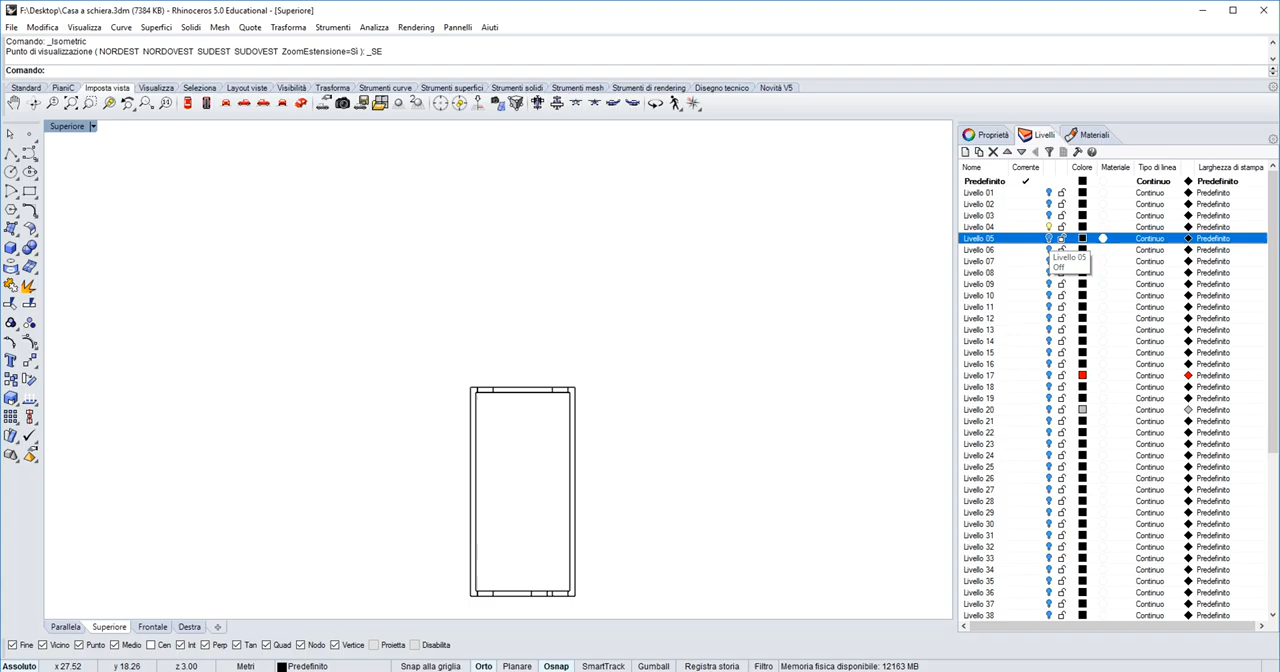 F:\Desktop\Casa a schiera.3dm (7384 KB) - Rhinoceros 5.0 Educational - [Superiore]
File Modifica Visualizza Curve Superfici Solidi Mesh Quote Trasforma Strumenti Analizza Rendering Pannelli Aiuti
Comando: _Isometric
Punto di visualizzazione ( NORDEST NORDOVEST SUDEST SUDOVEST ZoomEstensione=Sì ): _SE
Comando:
Standard PianiC Imposta vista Visualizza Seleziona Layout viste Visibilità Trasforma Strumenti curve Strumenti superfici Strumenti solidi Strumenti mesh Strumenti di rendering Disegno tecnico Novità V5
Superiore
Proprietà Livelli Materiali
Nome Corrente Colore Materiale Tipo di linea Larghezza di stampa
Predefinito Continuo Predefinito
Livello 01 Continuo Predefinito
Livello 02 Continuo Predefinito
Livello 03 Continuo Predefinito
Livello 04 Continuo Predefinito
Livello 05 Continuo Predefinito
Livello 06 Continuo Predefinito
Livello 05
Off
Livello 07 Continuo Predefinito
Livello 08 Continuo Predefinito
Livello 09 Continuo Predefinito
Livello 10 Continuo Predefinito
Livello 11 Continuo Predefinito
Livello 12 Continuo Predefinito
Livello 13 Continuo Predefinito
Livello 14 Continuo Predefinito
Livello 15 Continuo Predefinito
Livello 16 Continuo Predefinito
Livello 17 Continuo Predefinito
Livello 18 Continuo Predefinito
Livello 19 Continuo Predefinito
Livello 20 Continuo Predefinito
Livello 21 Continuo Predefinito
Livello 22 Continuo Predefinito
Livello 23 Continuo Predefinito
Livello 24 Continuo Predefinito
Livello 25 Continuo Predefinito
Livello 26 Continuo Predefinito
Livello 27 Continuo Predefinito
Livello 28 Continuo Predefinito
Livello 29 Continuo Predefinito
Livello 30 Continuo Predefinito
Livello 31 Continuo Predefinito
Livello 32 Continuo Predefinito
Livello 33 Continuo Predefinito
Livello 34 Continuo Predefinito
Livello 35 Continuo Predefinito
Livello 36 Continuo Predefinito
Livello 37 Continuo Predefinito
Livello 38 Continuo Predefinito
Parallela Superiore Frontale Destra
Fine Vicino Punto Medio Cen Int Perp Tan Quad Nodo Vertice Proietta Disabilita
Assoluto x 27.52 y 18.26 z 3.00 Metri Predefinito Snap alla griglia Orto Planare Osnap SmartTrack Gumball Registra storia Filtro Memoria fisica disponibile: 12163 MB